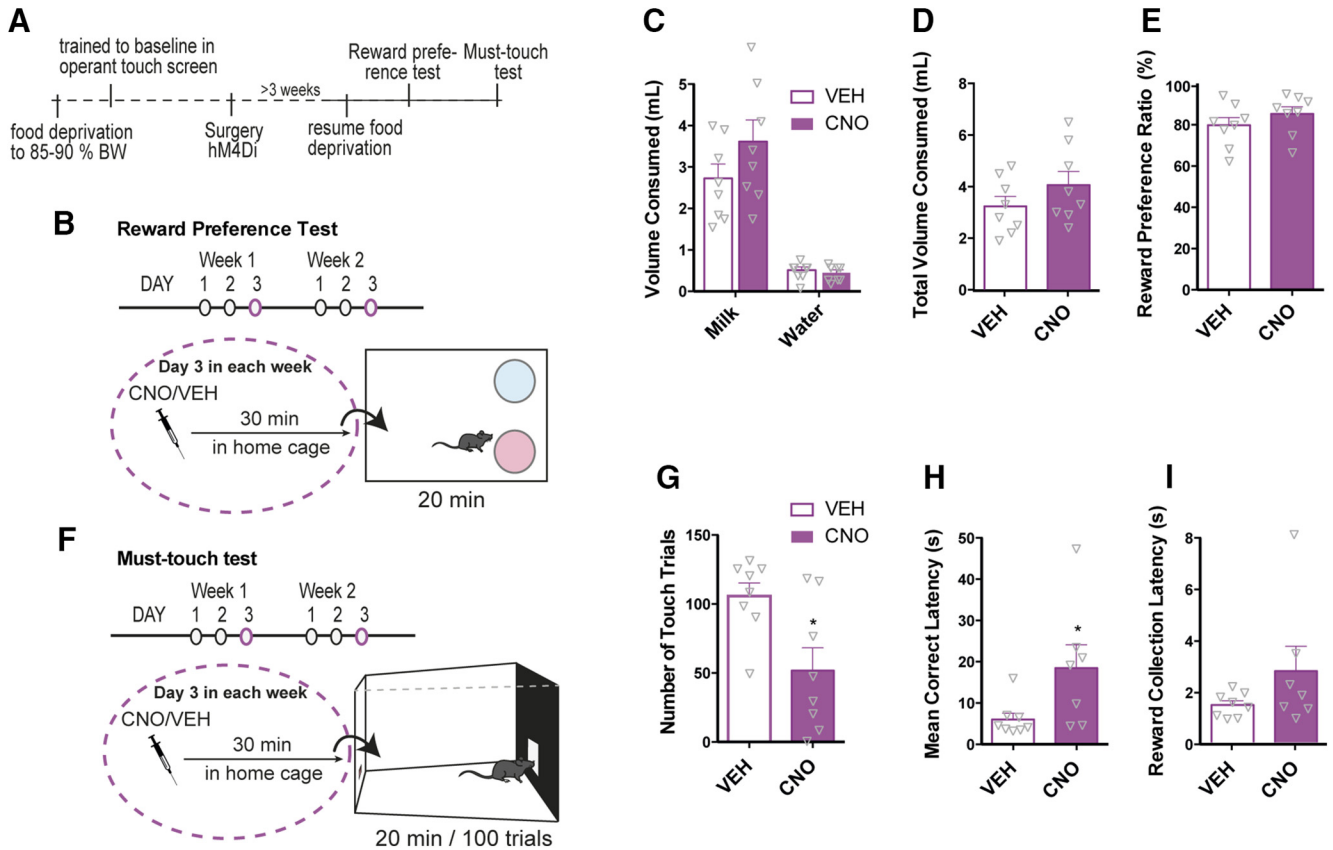 A
trained to baseline in
operant touch screen
>3 weeks
Reward prefe-
rence test
Must-touch
test
food deprivation
to 85-90 % BW
Surgery
hM4Di
resume food
deprivation
B
Reward Preference Test
Week 1
Week 2
DAY
1 2 3
1 2 3
Day 3 in each week
CNO/VEH
30 min
in home cage
20 min
C
Volume Consumed (mL)
5
4
3
2
1
0
VEH
CNO
Milk
Water
D
Total Volume Consumed (mL)
8
6
4
2
0
VEH
CNO
E
Reward Preference Ratio (%)
100
80
60
40
20
0
VEH
CNO
F
Must-touch test
Week 1
Week 2
DAY
1 2 3
1 2 3
Day 3 in each week
CNO/VEH
30 min
in home cage
20 min / 100 trials
G
Number of Touch Trials
150
100
50
0
VEH
CNO
*
VEH
CNO
H
Mean Correct Latency (s)
50
40
30
20
10
0
*
VEH
CNO
I
Reward Collection Latency (s)
8
6
4
2
0
VEH
CNO